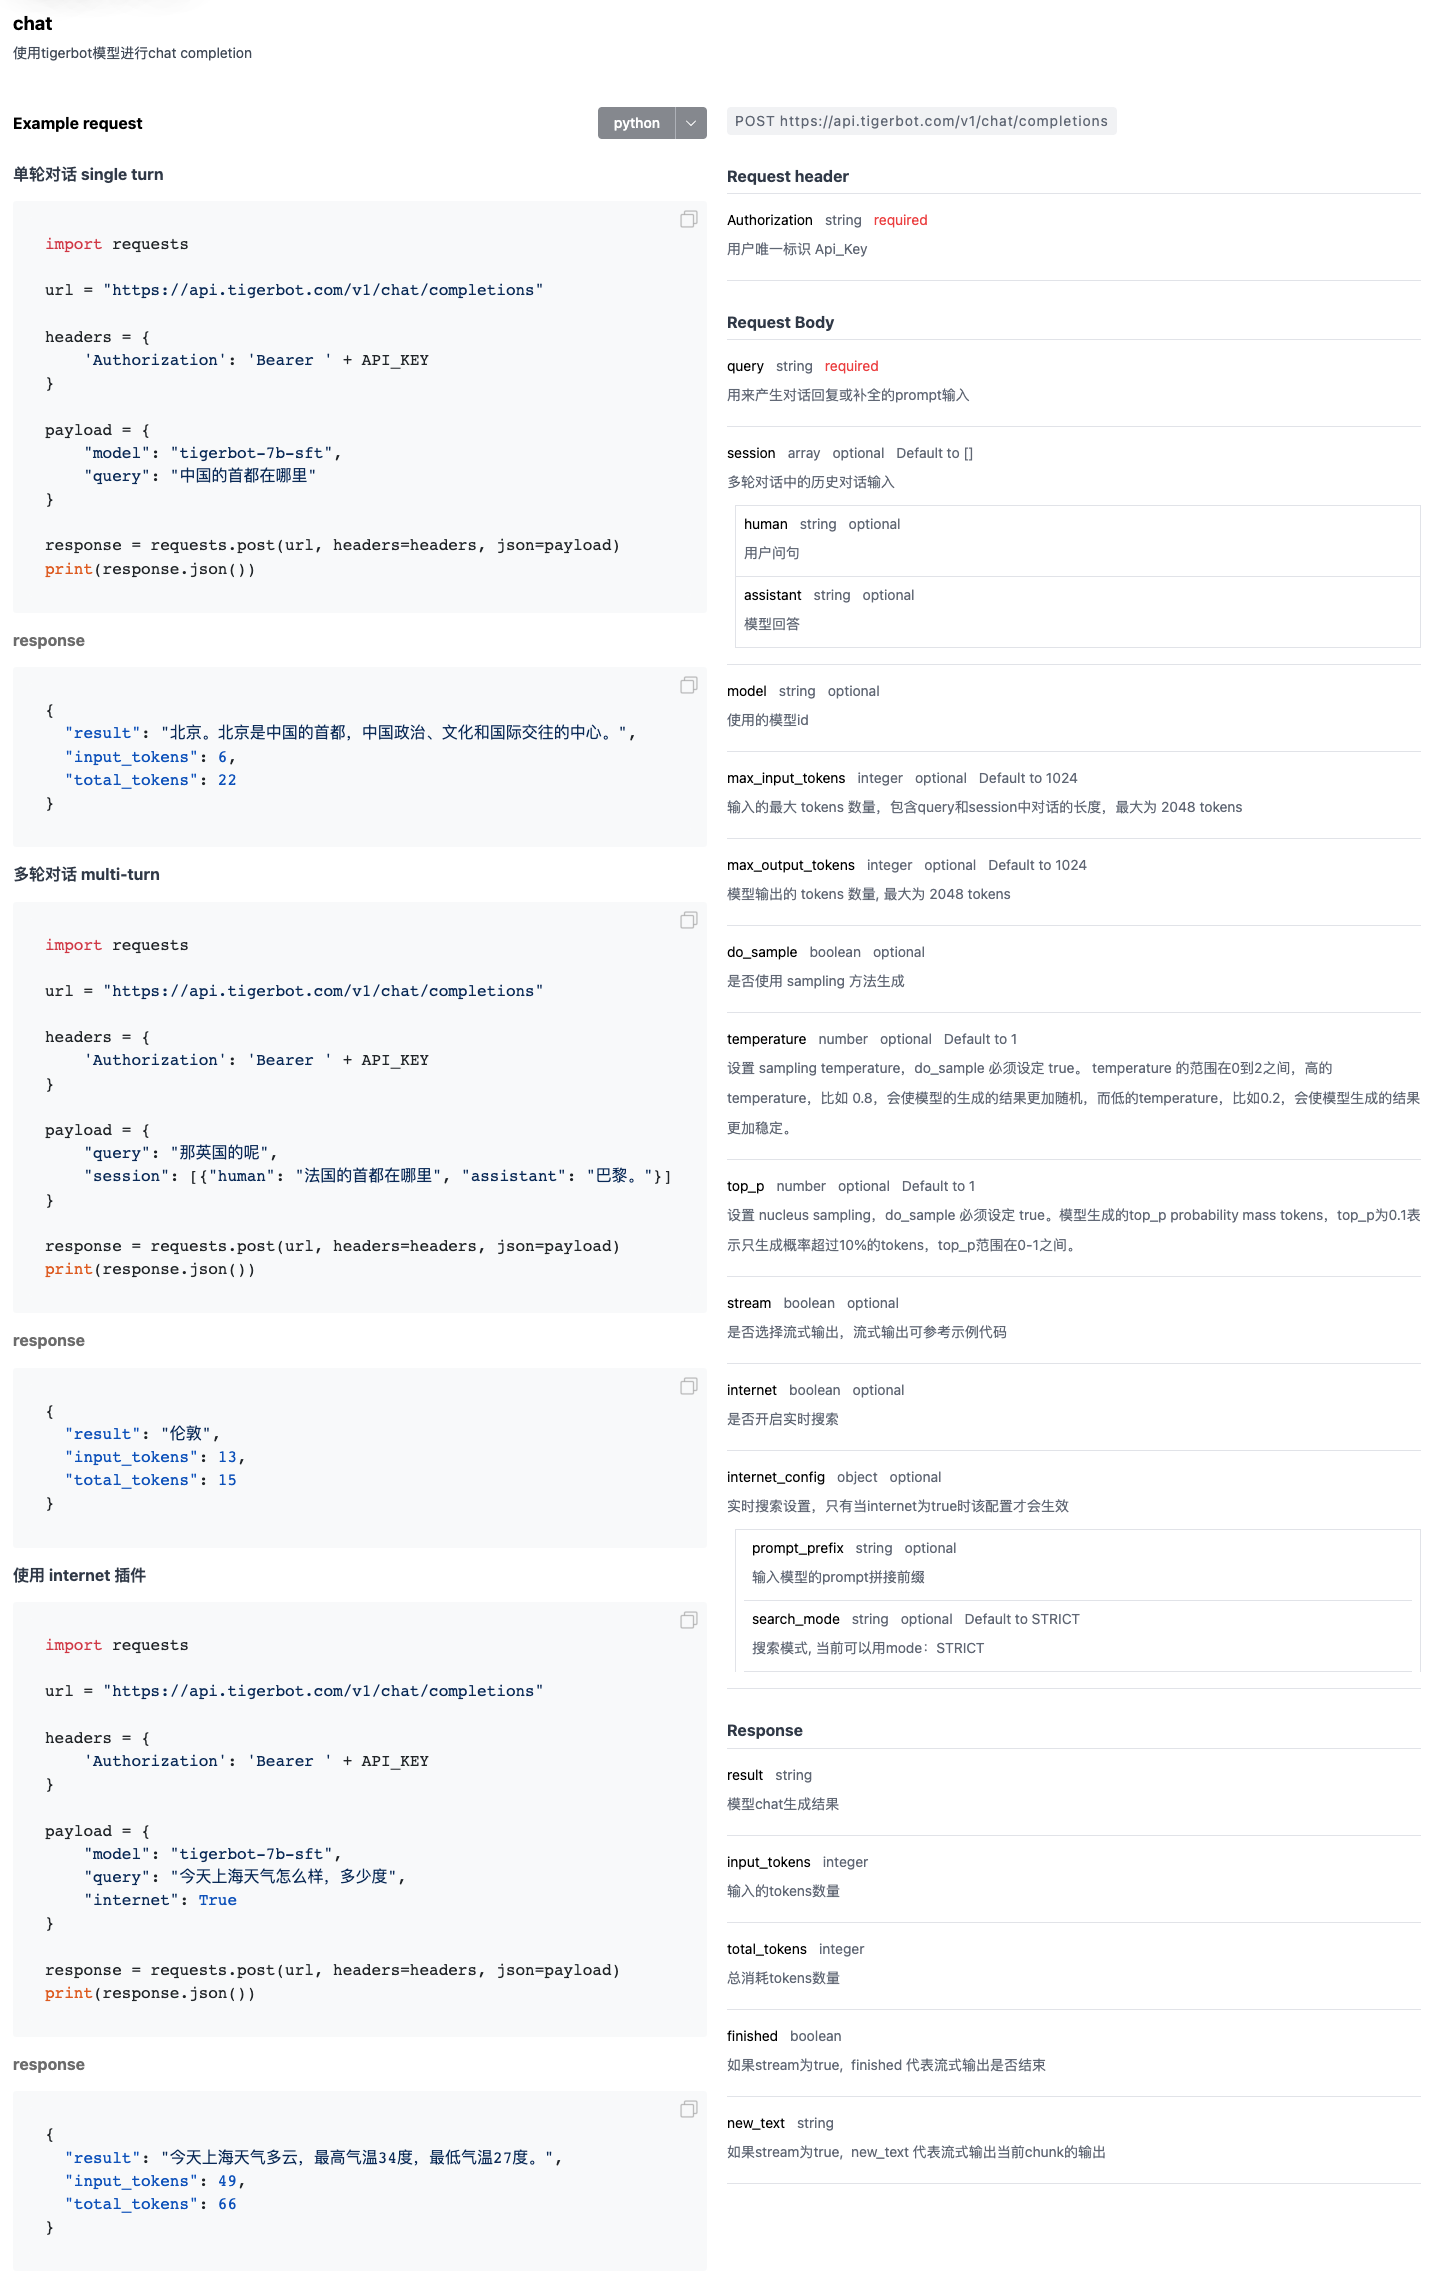 chat
使用tigerbot模型进行chat completion
Example request
python
单轮对话 single turn
import requests
url = "https://api.tigerbot.com/v1/chat/completions"
headers = {
    'Authorization': 'Bearer ' + API_KEY
}
payload = {
    "model": "tigerbot-7b-sft",
    "query": "中国的首都在哪里"
}
response = requests.post(url, headers=headers, json=payload)
print(response.json())
response
{
  "result": "北京。北京是中国的首都，中国政治、文化和国际交往的中心。",
  "input_tokens": 6,
  "total_tokens": 22
}
多轮对话 multi-turn
import requests
url = "https://api.tigerbot.com/v1/chat/completions"
headers = {
    'Authorization': 'Bearer ' + API_KEY
}
payload = {
    "query": "那英国的呢",
    "session": [{"human": "法国的首都在哪里", "assistant": "巴黎。"}]
}
response = requests.post(url, headers=headers, json=payload)
print(response.json())
response
{
  "result": "伦敦",
  "input_tokens": 13,
  "total_tokens": 15
}
使用 internet 插件
import requests
url = "https://api.tigerbot.com/v1/chat/completions"
headers = {
    'Authorization': 'Bearer ' + API_KEY
}
payload = {
    "model": "tigerbot-7b-sft",
    "query": "今天上海天气怎么样，多少度",
    "internet": True
}
response = requests.post(url, headers=headers, json=payload)
print(response.json())
response
{
  "result": "今天上海天气多云，最高气温34度，最低气温27度。",
  "input_tokens": 49,
  "total_tokens": 66
}
POST https://api.tigerbot.com/v1/chat/completions
Request header
Authorization string required
用户唯一标识 Api_Key
Request Body
query string required
用来产生对话回复或补全的prompt输入
session array optional Default to []
多轮对话中的历史对话输入
human string optional
用户问句
assistant string optional
模型回答
model string optional
使用的模型id
max_input_tokens integer optional Default to 1024
输入的最大 tokens 数量，包含query和session中对话的长度，最大为 2048 tokens
max_output_tokens integer optional Default to 1024
模型输出的 tokens 数量, 最大为 2048 tokens
do_sample boolean optional
是否使用 sampling 方法生成
temperature number optional Default to 1
设置 sampling temperature，do_sample 必须设定 true。 temperature 的范围在0到2之间，高的
temperature，比如 0.8，会使模型的生成的结果更加随机，而低的temperature，比如0.2，会使模型生成的结果
更加稳定。
top_p number optional Default to 1
设置 nucleus sampling，do_sample 必须设定 true。模型生成的top_p probability mass tokens，top_p为0.1表
示只生成概率超过10%的tokens，top_p范围在0-1之间。
stream boolean optional
是否选择流式输出，流式输出可参考示例代码
internet boolean optional
是否开启实时搜索
internet_config object optional
实时搜索设置，只有当internet为true时该配置才会生效
prompt_prefix string optional
输入模型的prompt拼接前缀
search_mode string optional Default to STRICT
搜索模式, 当前可以用mode：STRICT
Response
result string
模型chat生成结果
input_tokens integer
输入的tokens数量
total_tokens integer
总消耗tokens数量
finished boolean
如果stream为true，finished 代表流式输出是否结束
new_text string
如果stream为true，new_text 代表流式输出当前chunk的输出